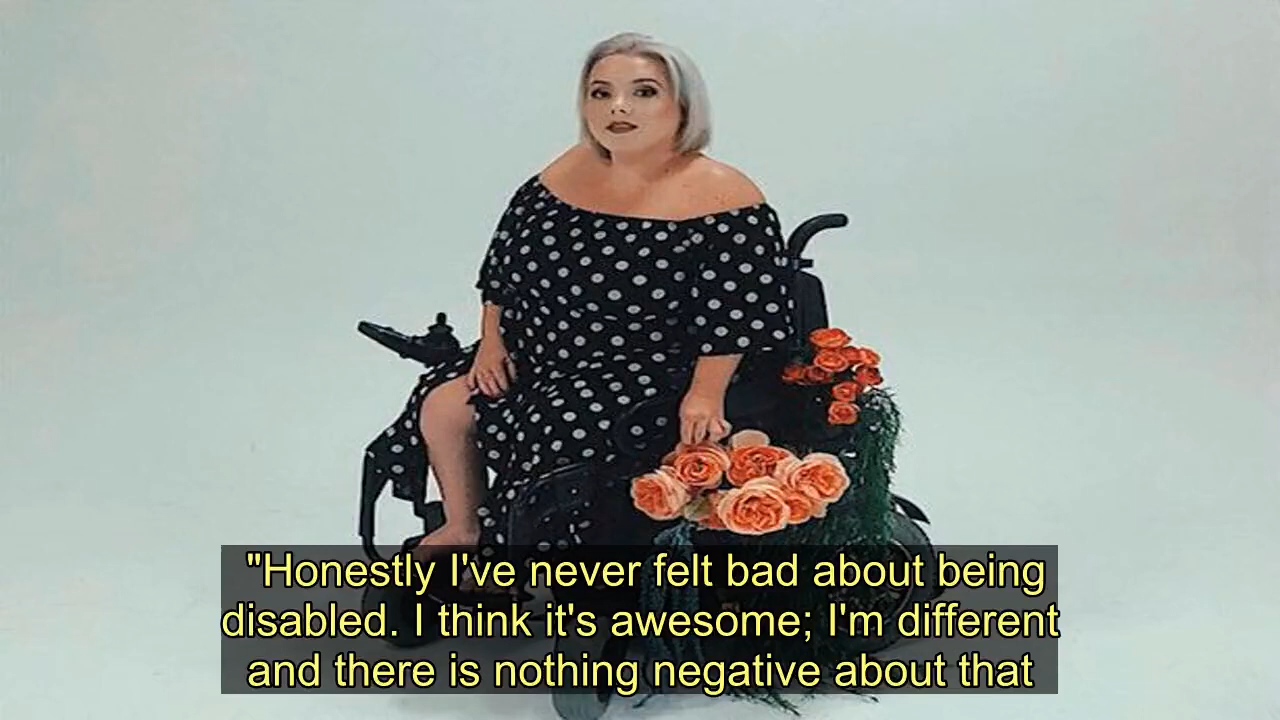 "Honestly I've never felt bad about being
disabled. I think it's awesome; I'm different
and there is nothing negative about that